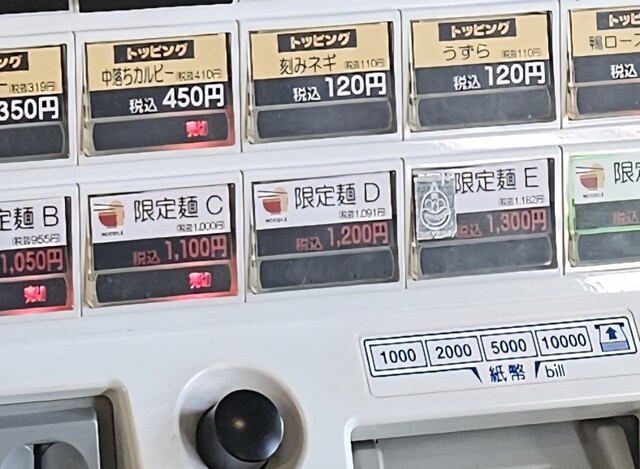 トッピング
(税抜319円)
350円
トッピング
中落ちカルビー (税抜410円)
税込 450円
売切
トッピング
刻みネギ (税抜110円)
税込 120円
トッピング
うずら (税抜110円)
税込 120円
トッピ
鴨ロース
税込
定麺 B
(税抜955円)
1,050円
売切
NOODLE
限定麺 C
(税抜1,000円)
税込 1,100円
売切
NOODLE
限定麺 D
(税抜1,091円)
税込 1,200円
限定麺 E
(税抜1,182円)
税込 1,300円
限定
税込
1000 2000 5000 10000
紙幣 bill